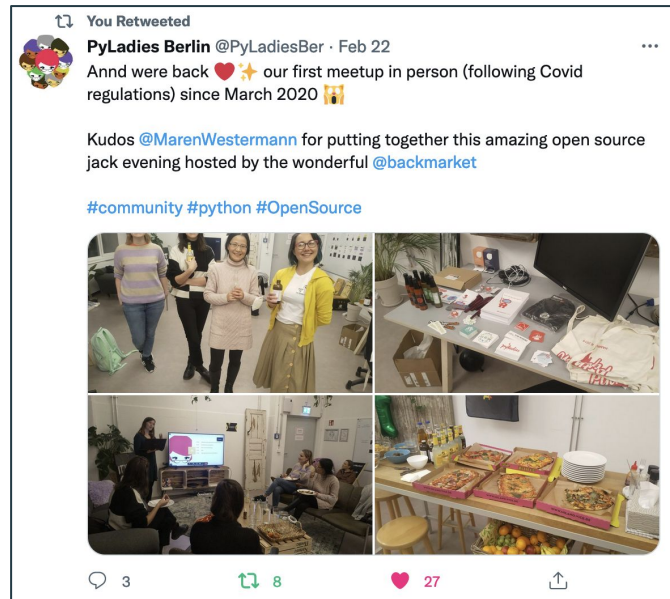 You Retweeted
PyLadies Berlin @PyLadiesBer · Feb 22
Annd were back ❤️✨ our first meetup in person (following Covid
regulations) since March 2020 🙀
Kudos @MarenWestermann for putting together this amazing open source
jack evening hosted by the wonderful @backmarket
#community #python #OpenSource
3
8
27